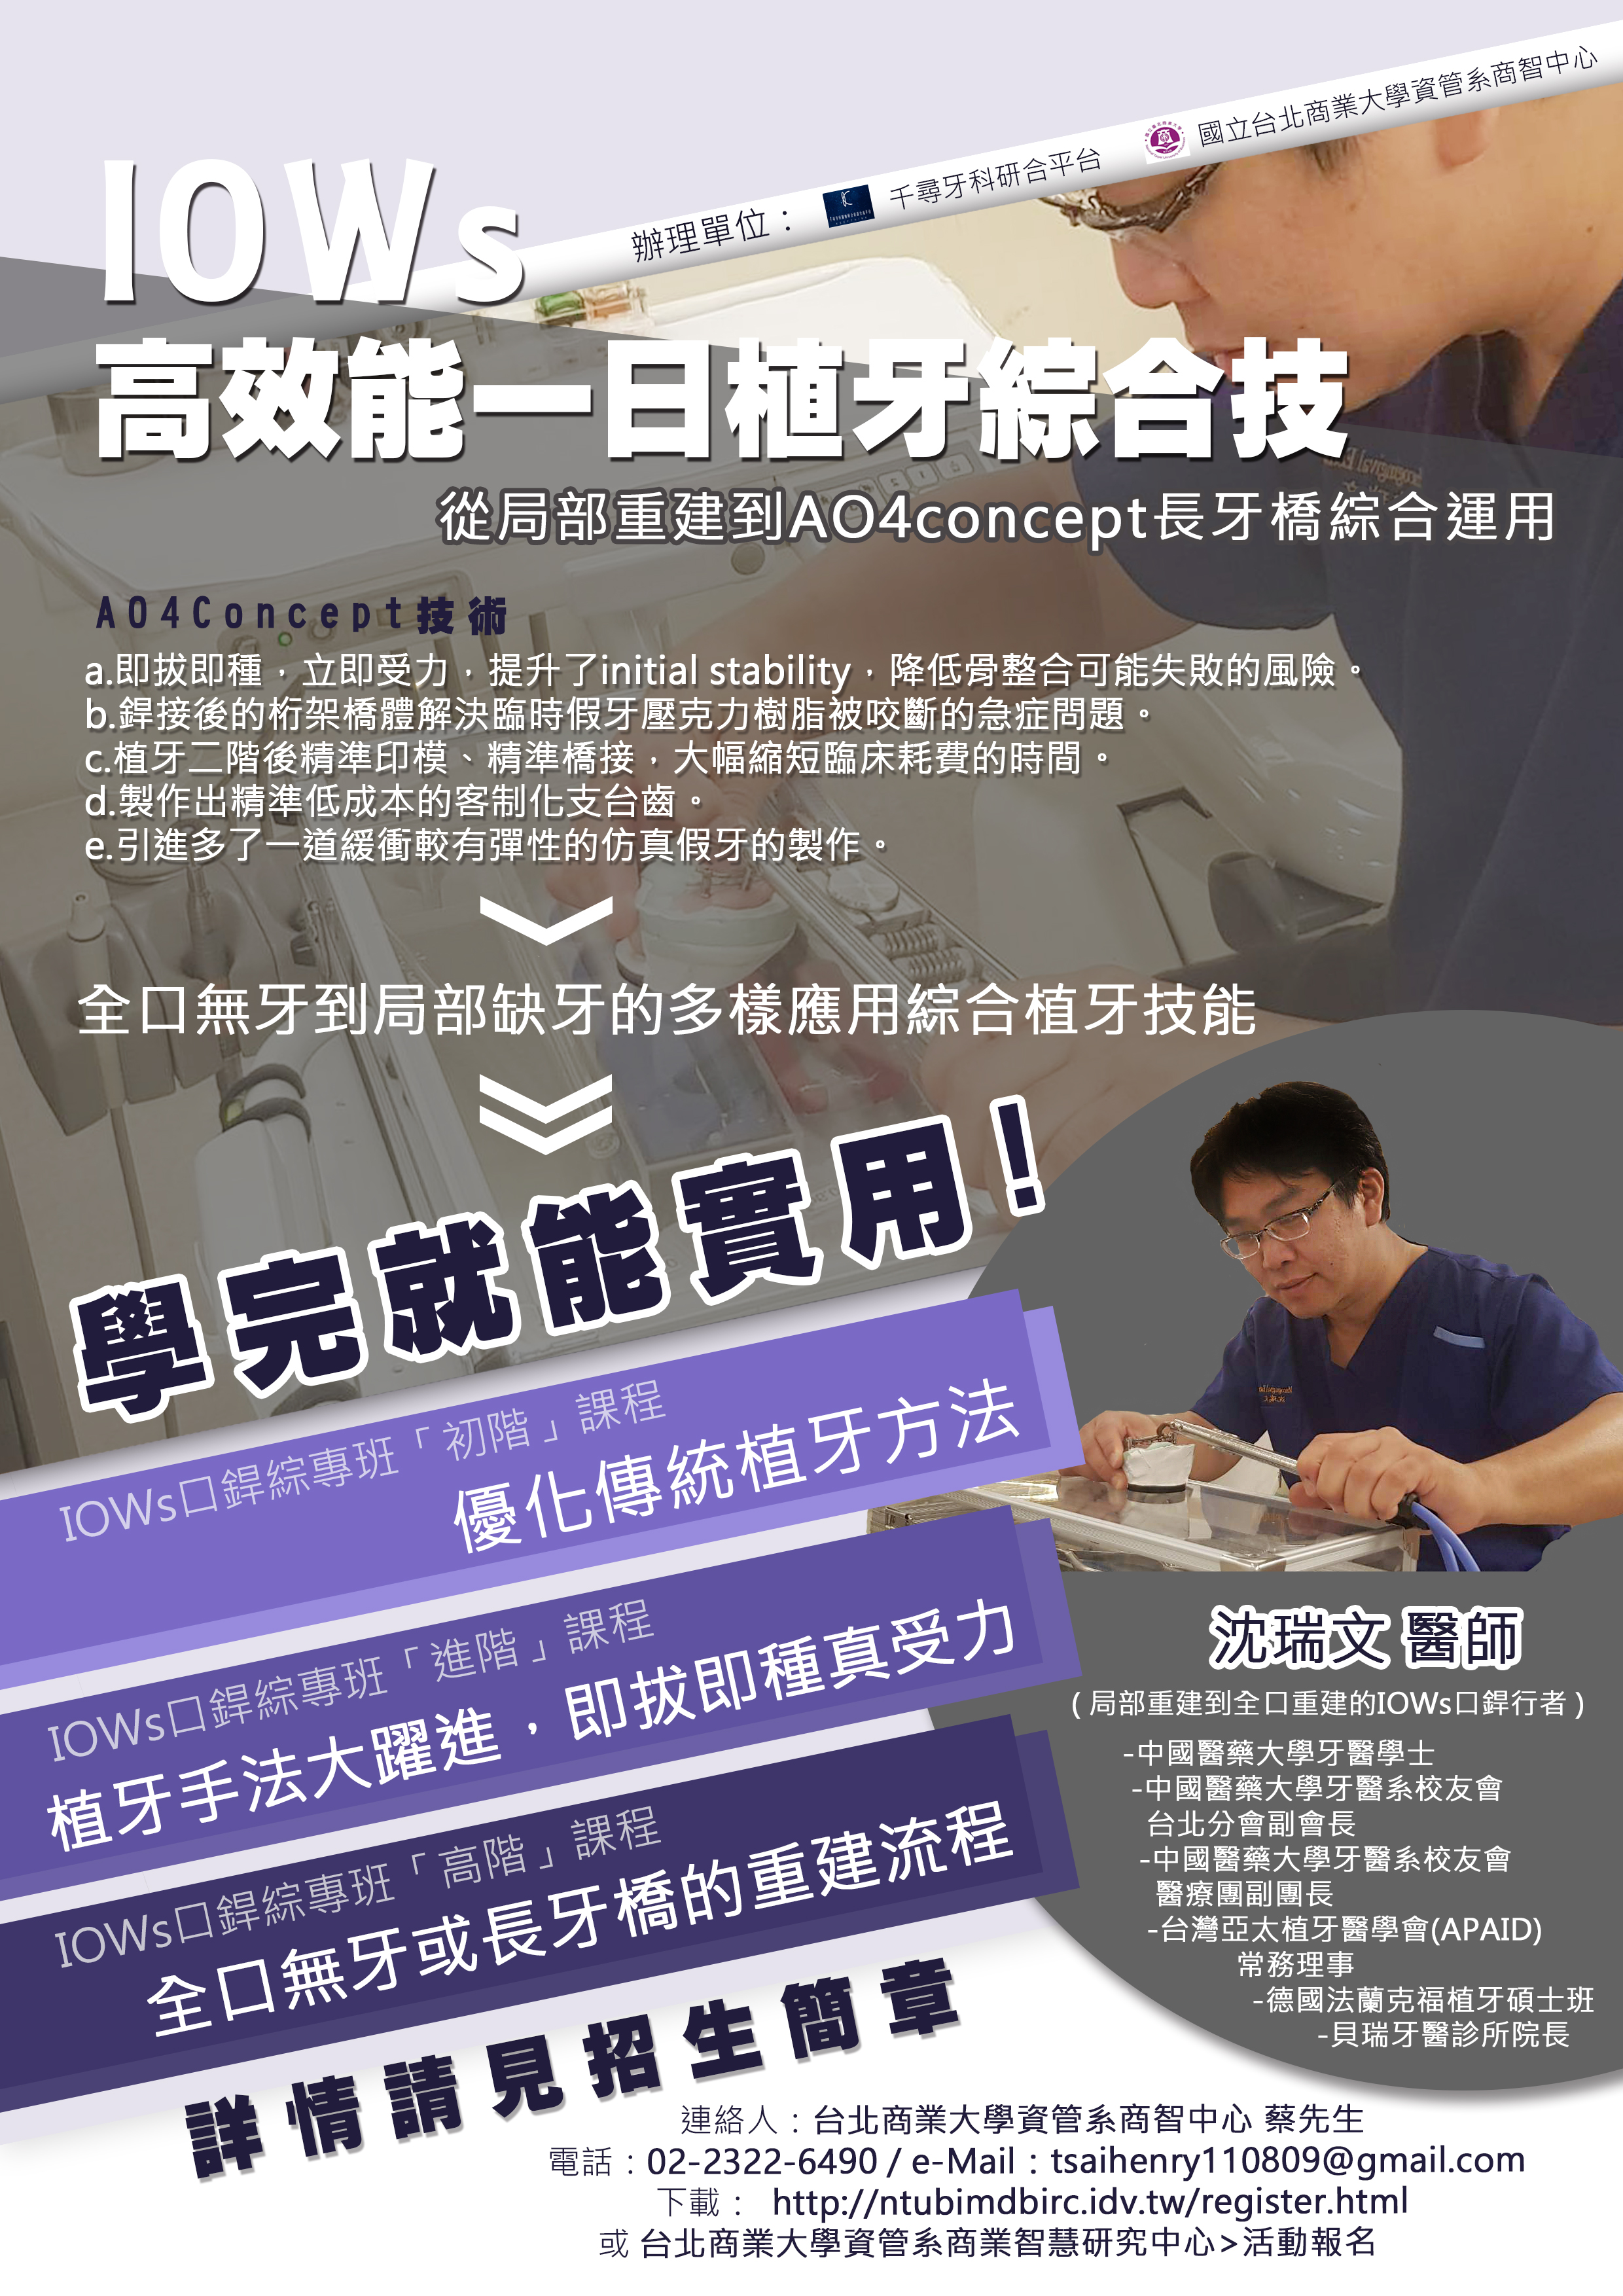 辦理單位： 千尋牙科研合平台 國立台北商業大學資管系商智中心
IOWs
高效能一日植牙綜合技
從局部重建到AO4concept長牙橋綜合運用
AO4Concept技術
a.即拔即種，立即受力，提升了initial stability，降低骨整合可能失敗的風險。
b.銲接後的桁架橋體解決臨時假牙壓克力樹脂被咬斷的急症問題。
c.植牙二階後精準印模、精準橋接，大幅縮短臨床耗費的時間。
d.製作出精準低成本的客制化支台齒。
e.引進多了一道緩衝較有彈性的仿真假牙的製作。
全口無牙到局部缺牙的多樣應用綜合植牙技能
學完就能實用！
IOWs口銲綜專班「初階」課程
優化傳統植牙方法
IOWs口銲綜專班「進階」課程
植牙手法大躍進，即拔即種真受力
IOWs口銲綜專班「高階」課程
全口無牙或長牙橋的重建流程
詳情請見招生簡章
沈瑞文 醫師
(局部重建到全口重建的IOWs口銲行者)
-中國醫藥大學牙醫學士
-中國醫藥大學牙醫系校友會
台北分會副會長
-中國醫藥大學牙醫系校友會
醫療團副團長
-台灣亞太植牙醫學會(APAID)
常務理事
-德國法蘭克福植牙碩士班
-貝瑞牙醫診所院長
連絡人：台北商業大學資管系商智中心 蔡先生
電話：02-2322-6490 / e-Mail：tsaihenry110809@gmail.com
下載： http://ntubimdbirc.idv.tw/register.html
或 台北商業大學資管系商業智慧研究中心>活動報名